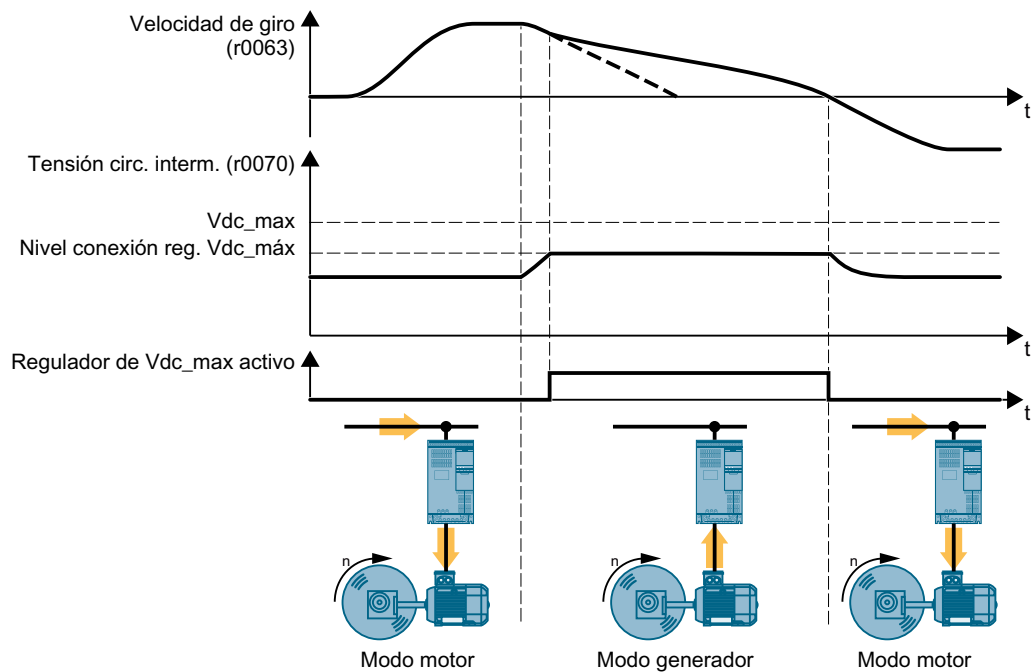 Velocidad de giro
(r0063)
t
Tensión circ. interm. (r0070)
Vdc_max
Nivel conexión reg. Vdc_máx
t
Regulador de Vdc_max activo
t
n
n
n
Modo motor
Modo generador
Modo motor